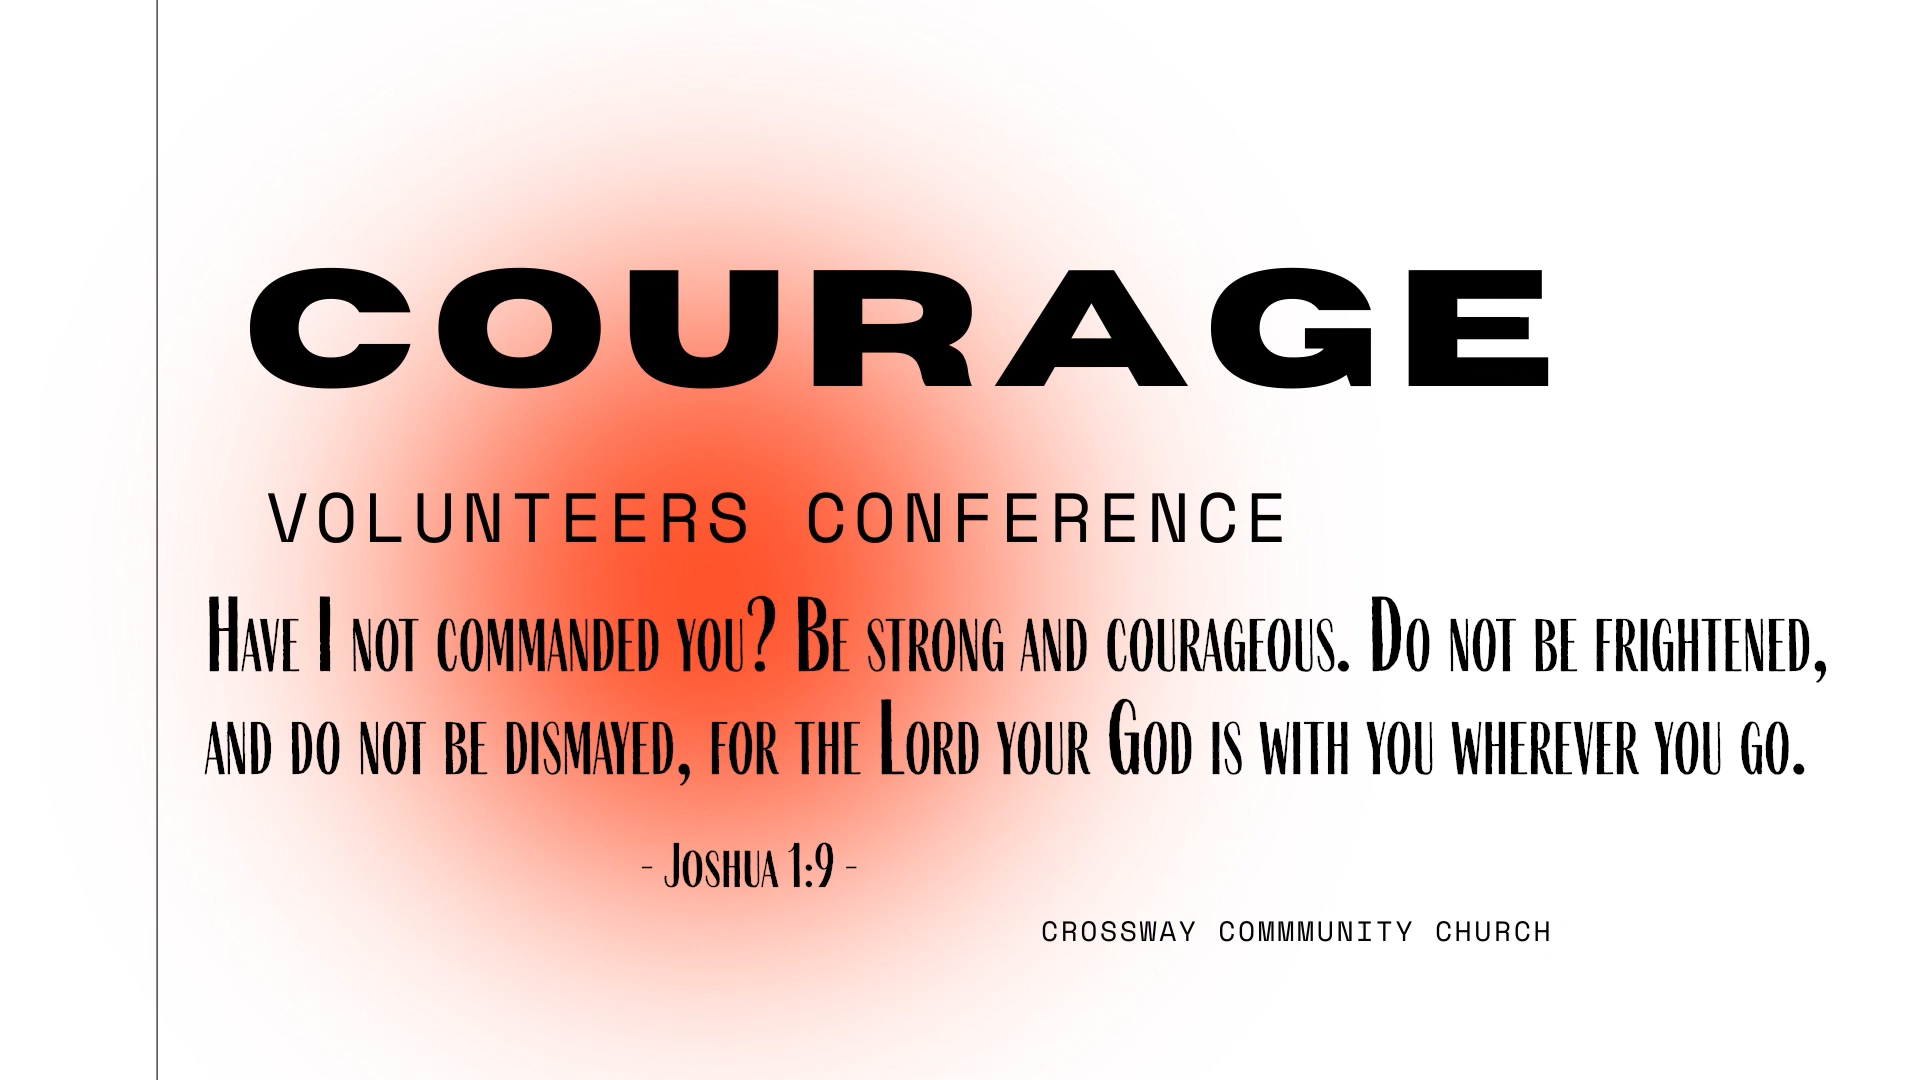 COURAGE
VOLUNTEERS CONFERENCE
Have I not commanded you? Be strong and courageous. Do not be frightened,
and do not be dismayed, for the Lord your God is with you wherever you go.
- Joshua 1:9 -
CROSSWAY COMMMUNITY CHURCH